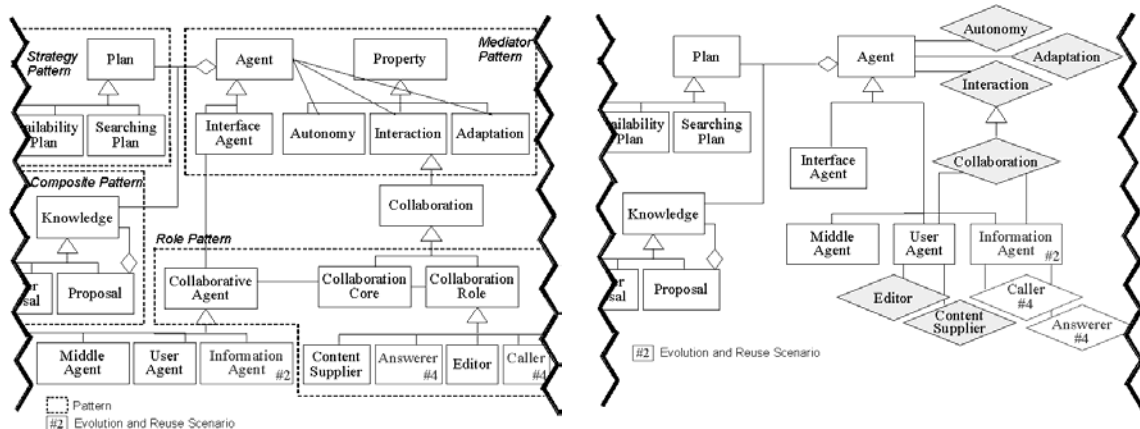 Strategy
Pattern
Plan
Agent
Property
Mediator
Pattern
Searching
Plan
Plan
Interface
Agent
Autonomy
Interaction
Adaptation
Composite Pattern
Knowledge
Collaboration
Role Pattern
Proposal
Collaborative
Agent
Collaboration
Core
Collaboration
Role
Middle
Agent
User
Agent
Information
Agent
#2
Content
Supplier
Answerer
#4
Editor
Caller
#4
Pattern
#2 Evolution and Reuse Scenario
Plan
Agent
Autonomy
Adaptation
Interaction
Plan
Searching
Plan
Interface
Agent
Collaboration
Knowledge
Proposal
Middle
Agent
User
Agent
Information
Agent
#2
Editor
Content
Supplier
Caller
#4
Answerer
#4
#2 Evolution and Reuse Scenario